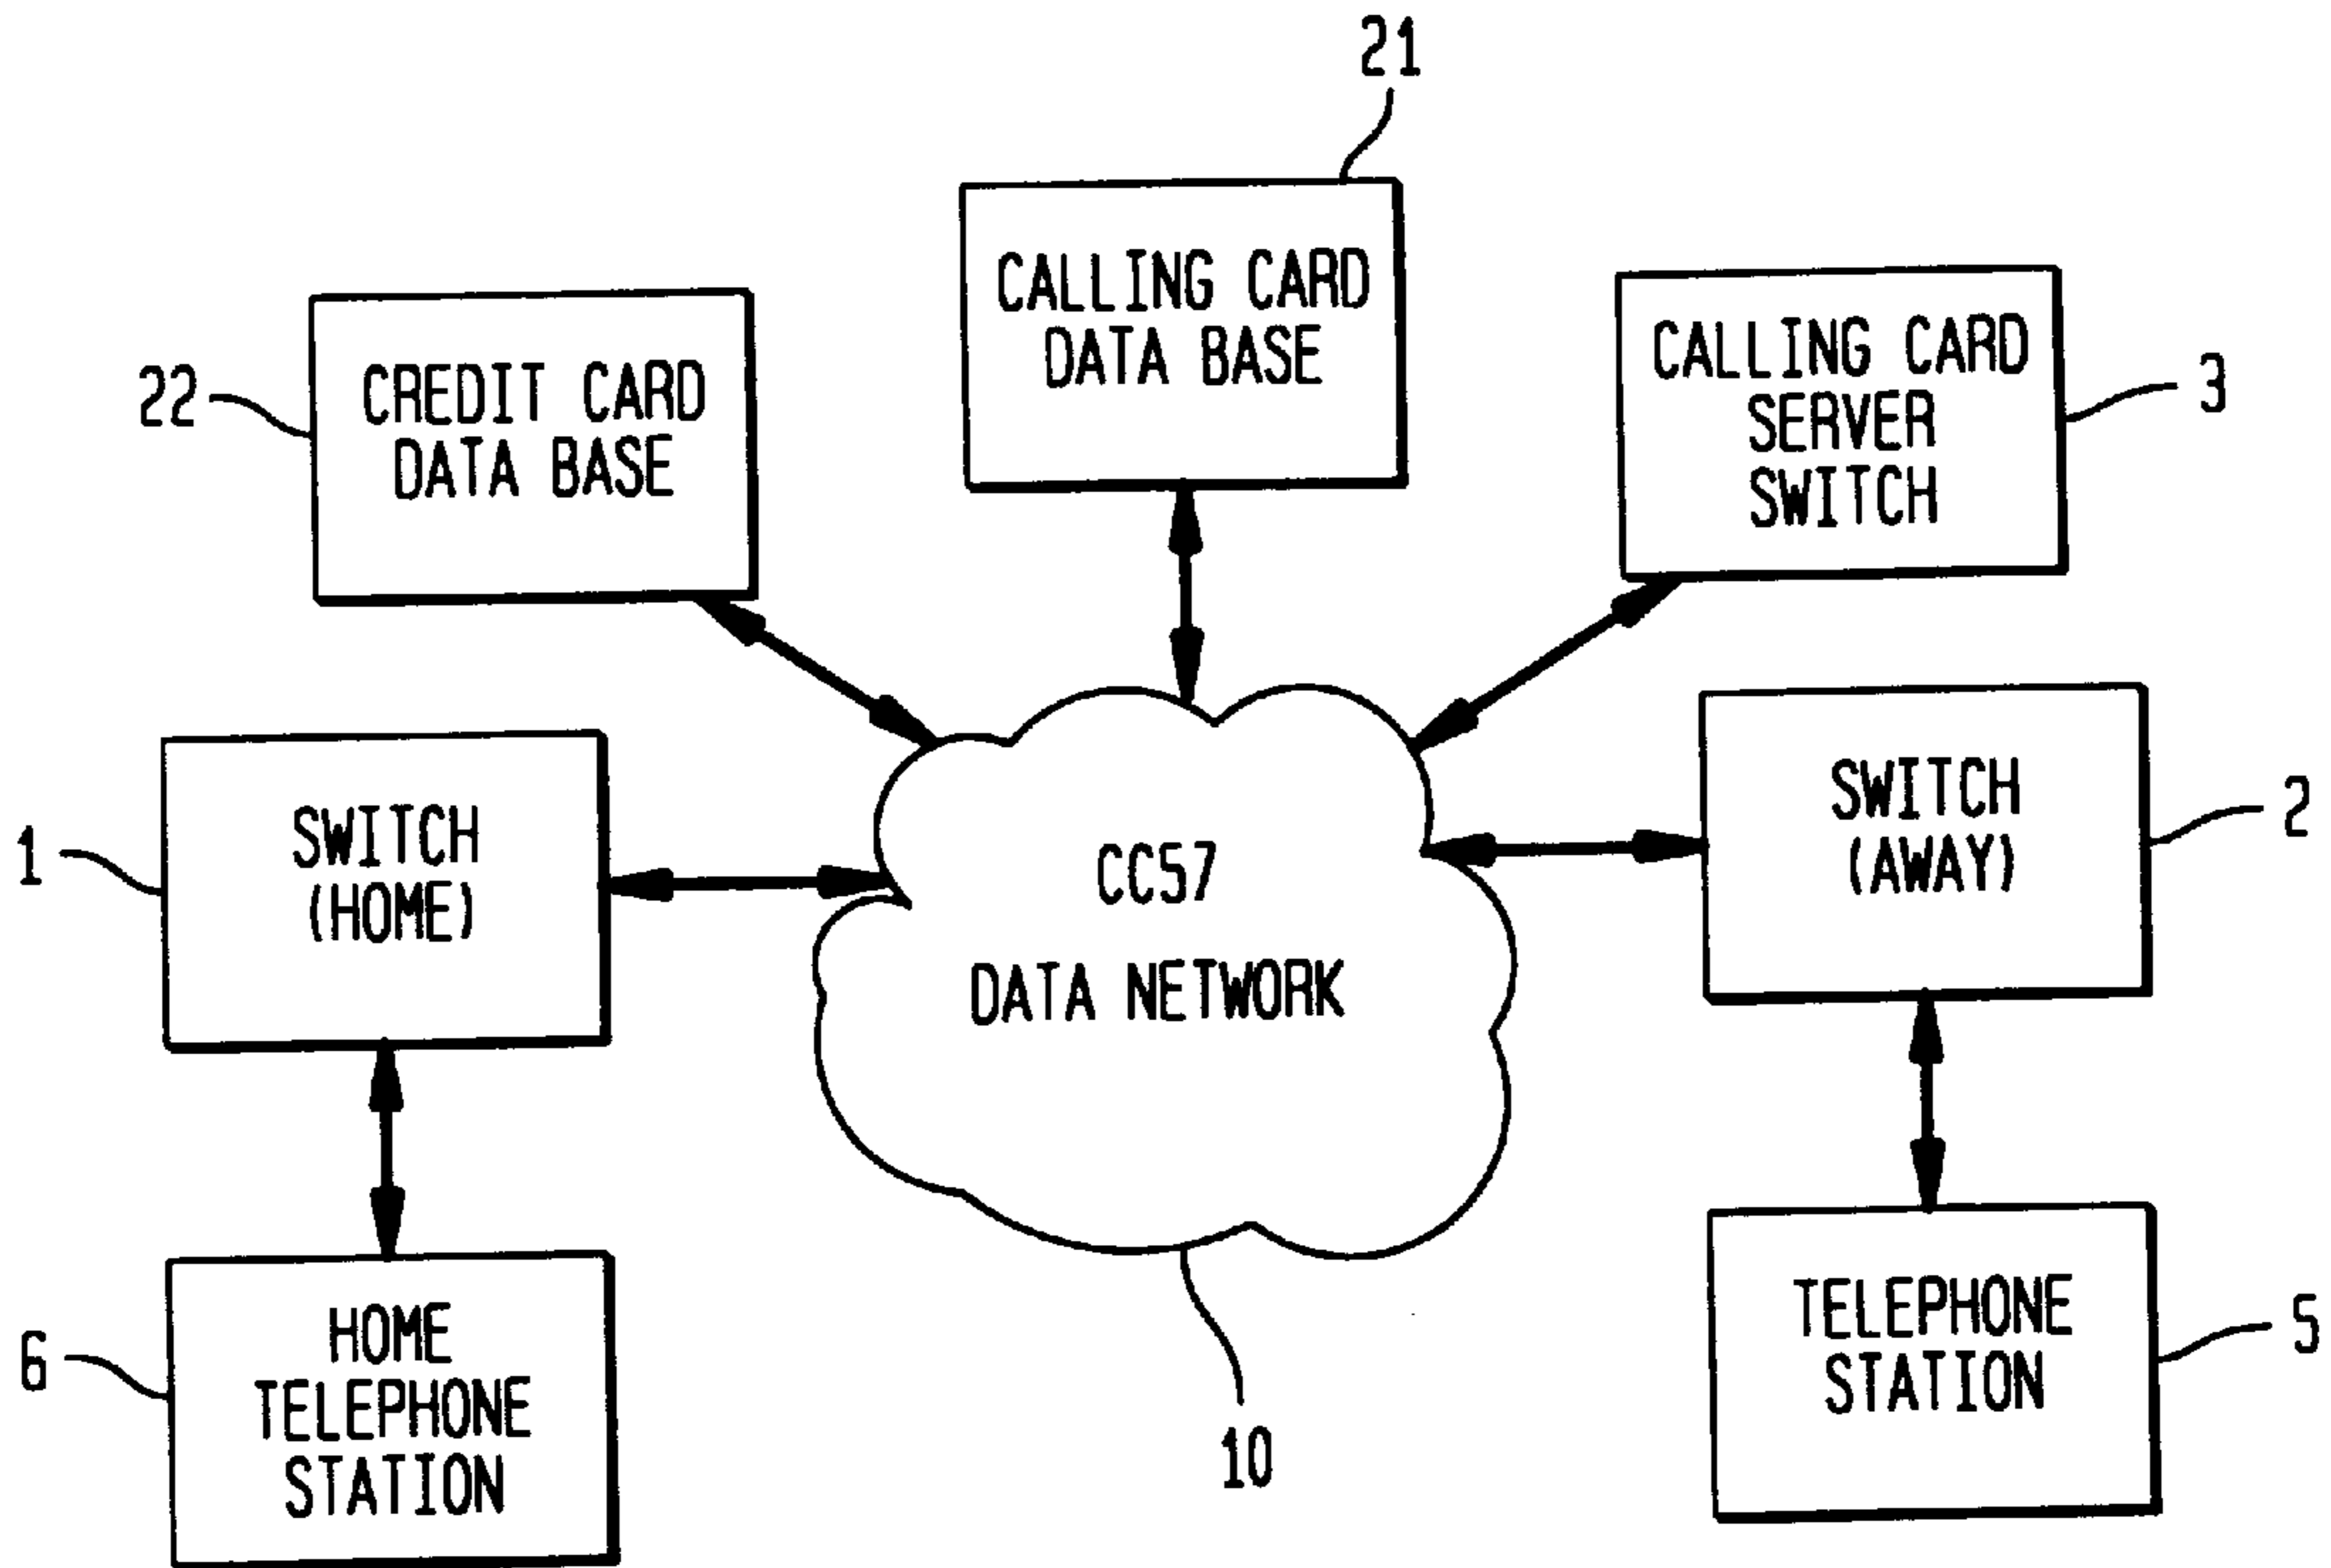 21
CALLING CARD
DATA BASE
22
CREDIT CARD
DATA BASE
CALLING CARD
SERVER
SWITCH
3
1
SWITCH
(HOME)
CC57
DATA NETWORK
SWITCH
(AWAY)
2
6
HOME
TELEPHONE
STATION
10
TELEPHONE
STATION
5